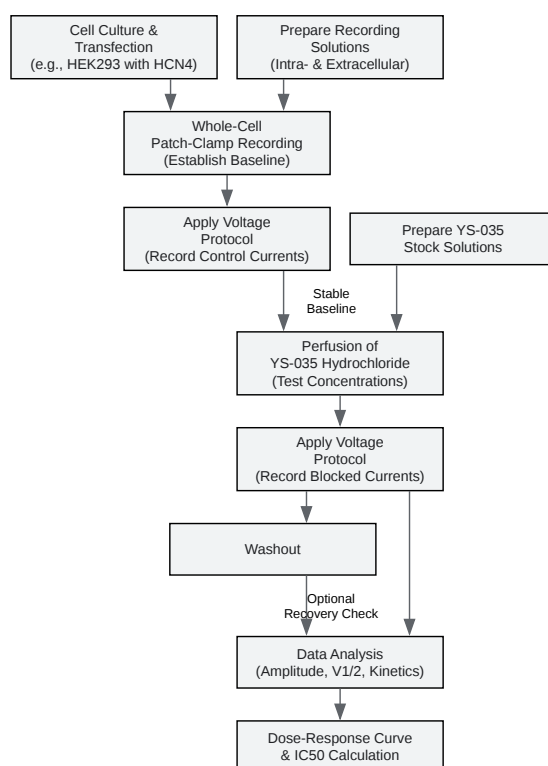 Cell Culture &
Transfection
(e.g., HEK293 with HCN4)
Prepare Recording
Solutions
(Intra- & Extracellular)
Whole-Cell
Patch-Clamp Recording
(Establish Baseline)
Apply Voltage
Protocol
(Record Control Currents)
Prepare YS-035
Stock Solutions
Stable
Baseline
Perfusion of
YS-035 Hydrochloride
(Test Concentrations)
Apply Voltage
Protocol
(Record Blocked Currents)
Washout
Optional
Recovery Check
Data Analysis
(Amplitude, V1/2, Kinetics)
Dose-Response Curve
& IC50 Calculation